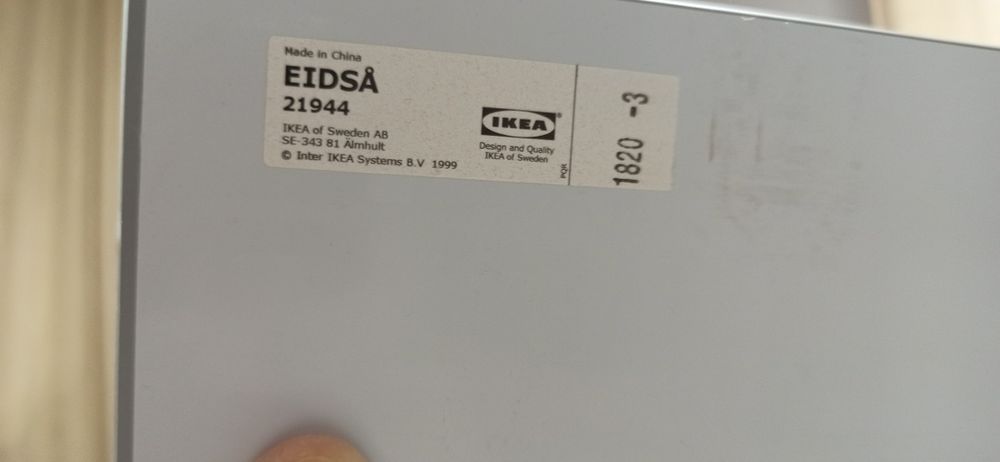 Made in China
EIDSÅ
21944
IKEA of Sweden AB
SE-343 81 Älmhult
© Inter IKEA Systems B.V 1999
IKEA®
Design and Quality
IKEA of Sweden
PQR
1820 -3